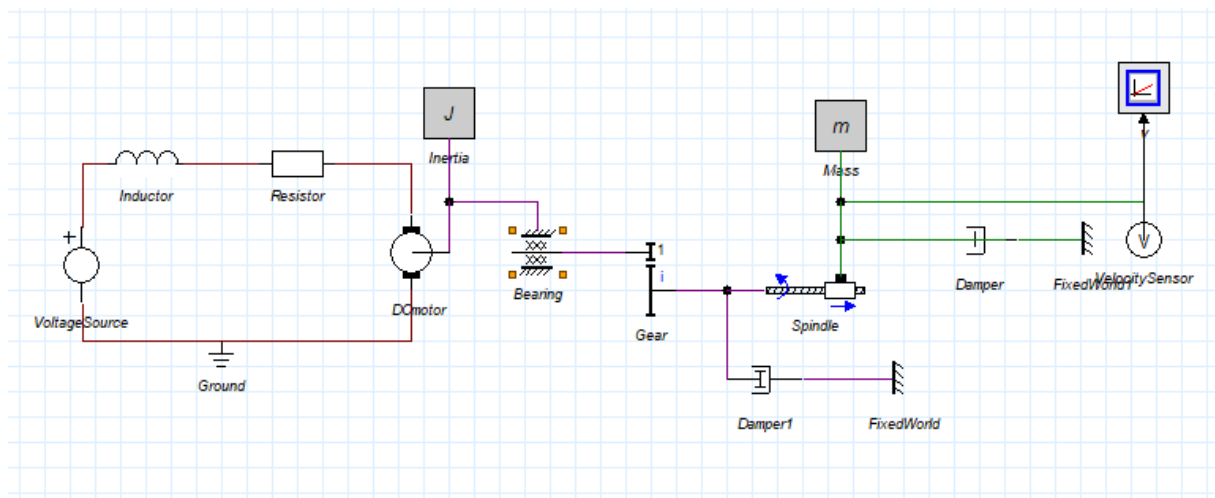 J
Inertia
m
Mass
v
Inductor
Resistor
+
VoltageSource
DCmotor
Ground
Bearing
1
i
Gear
Spindle
Damper
FixedWorld1
V
VelocitySensor
Damper1
FixedWorld